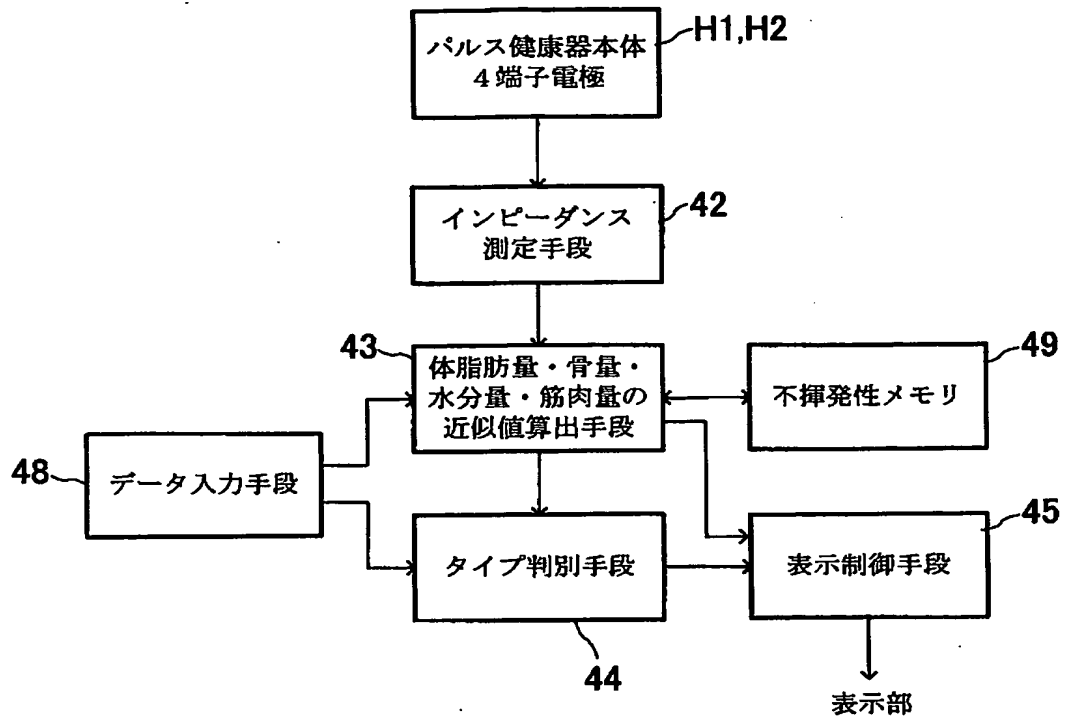 パルス健康器本体
4端子電極
H1,H2
インピーダンス
測定手段
42
43
体脂肪量・骨量・
水分量・筋肉量の
近似値算出手段
49
不揮発性メモリ
48
データ入力手段
タイプ判別手段
44
45
表示制御手段
表示部